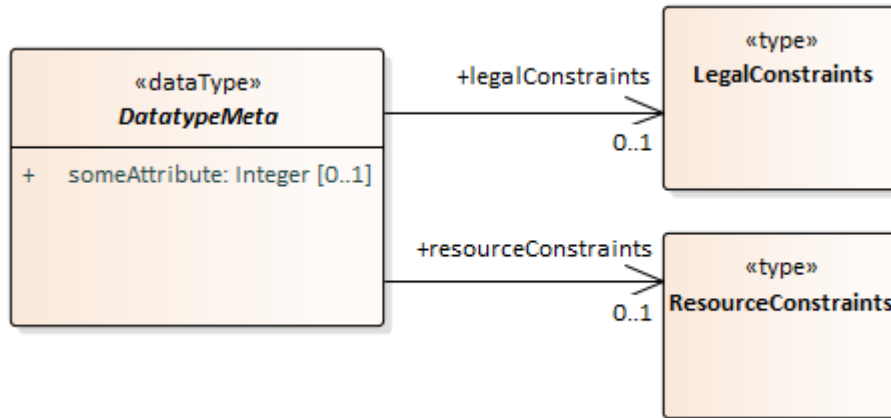 «dataType»
DatatypeMeta
+ someAttribute: Integer [0..1]
+legalConstraints
0..1
«type»
LegalConstraints
+resourceConstraints
0..1
«type»
ResourceConstraints